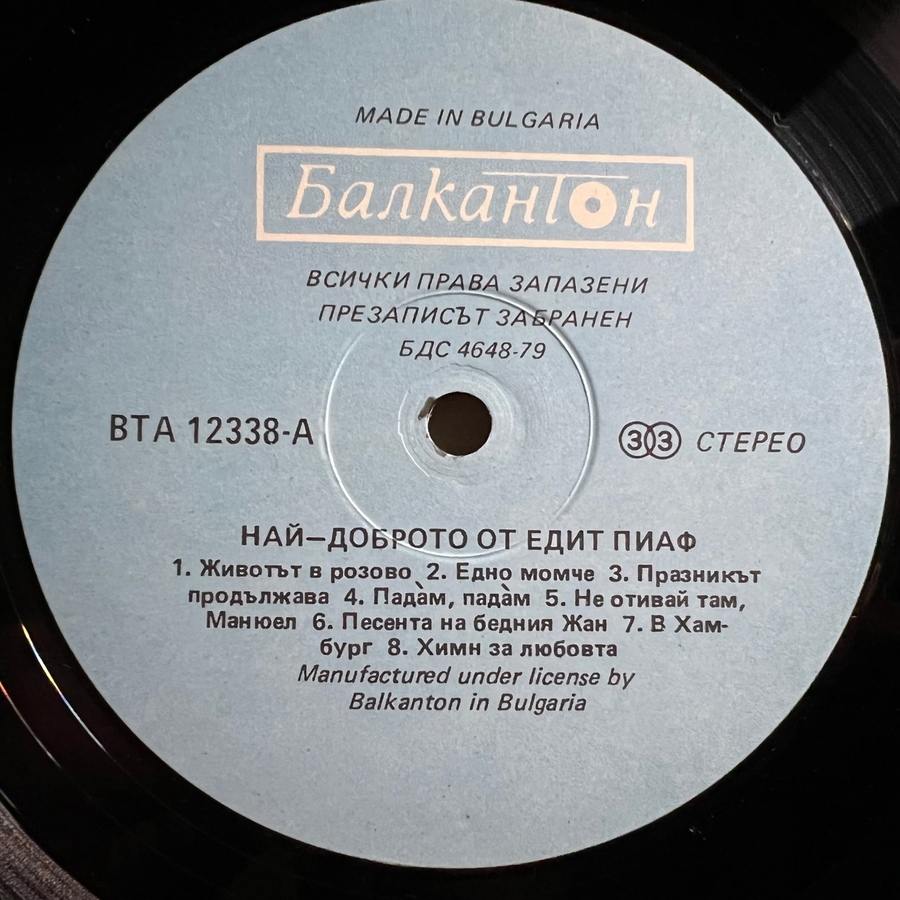 MADE IN BULGARIA
Балкантон
ВСИЧКИ ПРАВА ЗАПАЗЕНИ
ПРЕЗАПИСЪТ ЗАБРАНЕН
БДС 4648-79
ВТА 12338-А
33 СТЕРЕО
НАЙ—ДОБРОТО ОТ ЕДИТ ПИАФ
1. Животът в розово 2. Едно момче 3. Празникът
продължава 4. Пада̀м, пада̀м 5. Не отивай там,
Манюел 6. Песента на бедния Жан 7. В Хам-
бург 8. Химн за любовта
Manufactured under license by
Balkanton in Bulgaria